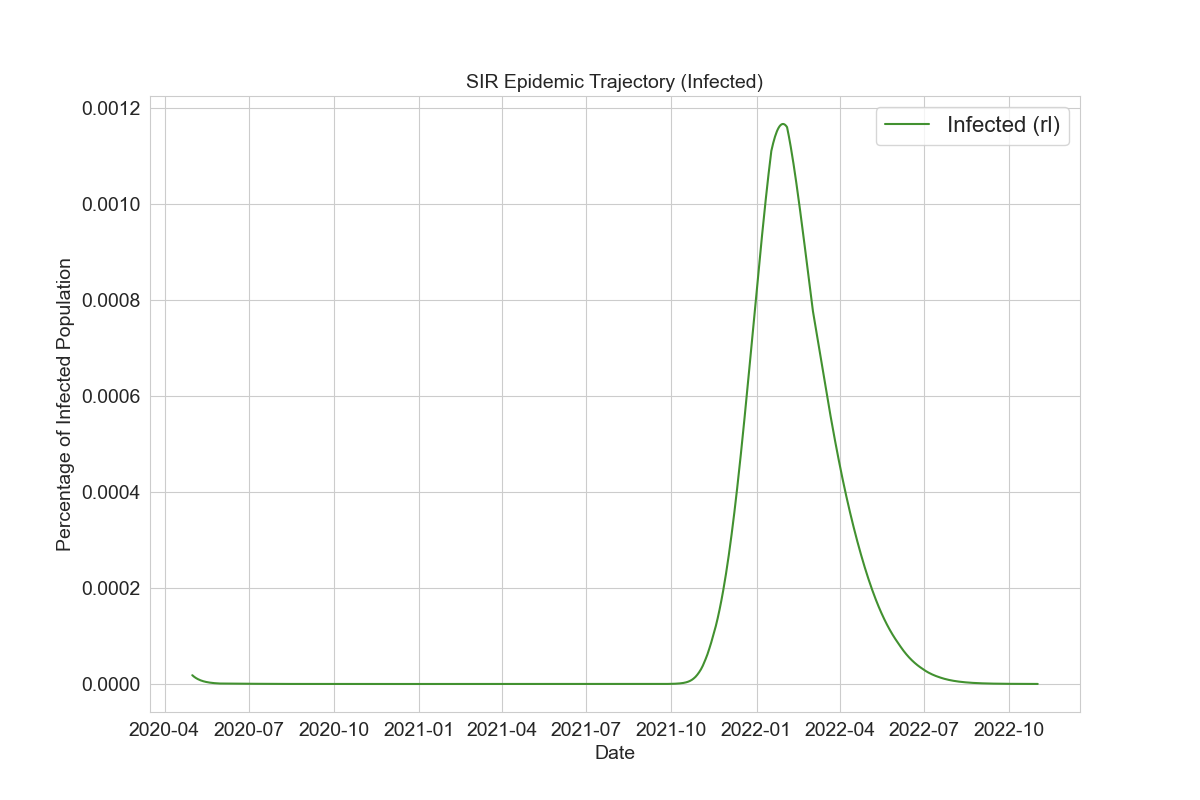 SIR Epidemic Trajectory (Infected)
Infected (rl)
Percentage of Infected Population
0.0012
0.0010
0.0008
0.0006
0.0004
0.0002
0.0000
2020-04 2020-07 2020-10 2021-01 2021-04 2021-07 2021-10 2022-01 2022-04 2022-07 2022-10
Date